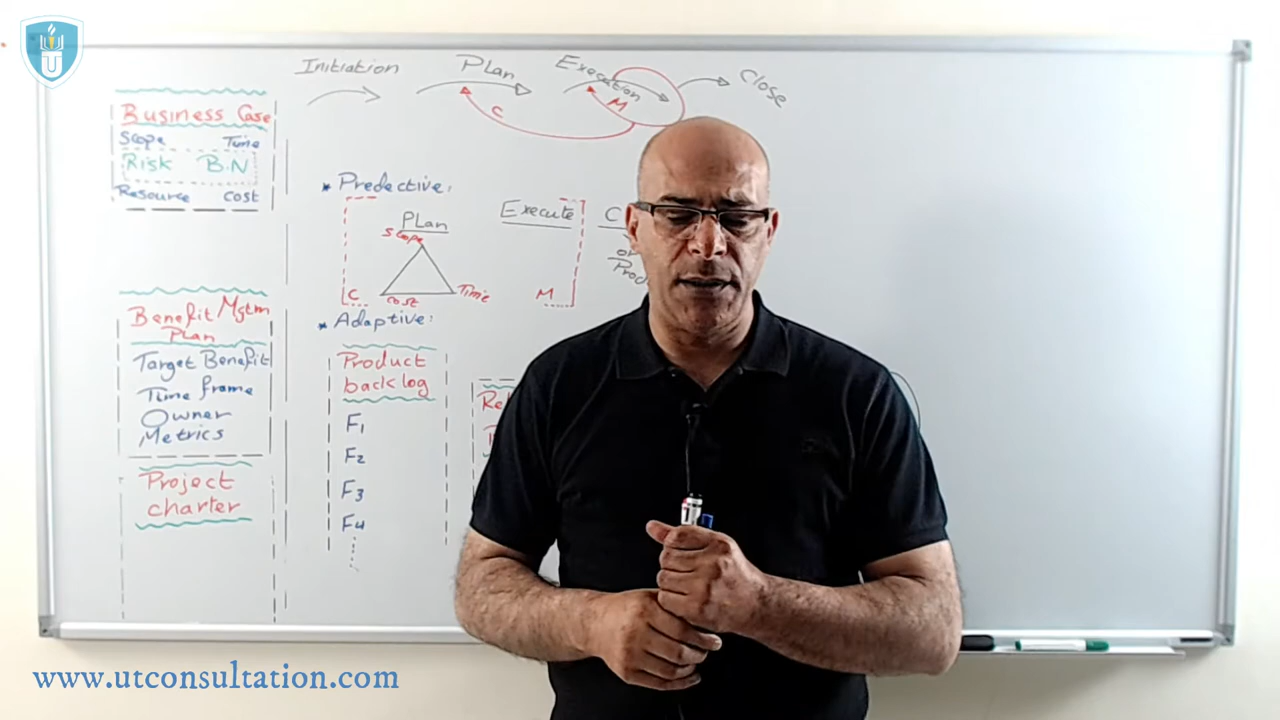 U
Initiation
Plan
Execution
Close
C
M
Business Case
Scope Time
Risk B.N
Resource Cost
* Predective:
PLan
Scope
Cost
Time
C
Execute
M
C
or
Prod
Benefit Mgtm
Plan
Target Benefit
Time frame
Owner
Metrics
Project
charter
* Adaptive:
Product
backlog
F1
F2
F3
F4
www.utconsultation.com